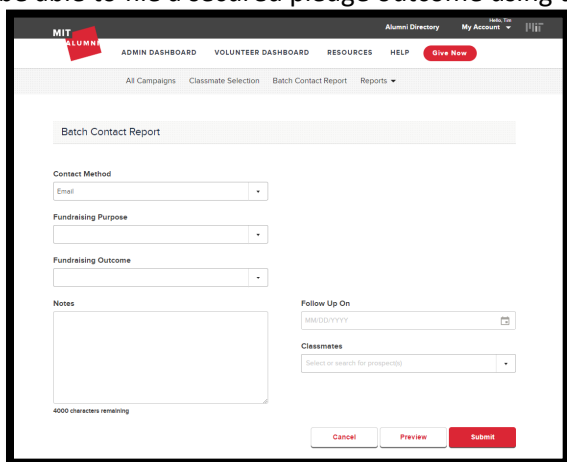 be able to file a secured pledge outcome using t
Hello, Tim
MIT Alumni Directory My Account
ALUMNI
ADMIN DASHBOARD VOLUNTEER DASHBOARD RESOURCES HELP Give Now
All Campaigns Classmate Selection Batch Contact Report Reports
Batch Contact Report
Contact Method
Email
Fundraising Purpose
Fundraising Outcome
Notes Follow Up On
MM/DD/YYYY
Classmates
Select or search for prospect(s)
4000 characters remaining
Cancel Preview Submit